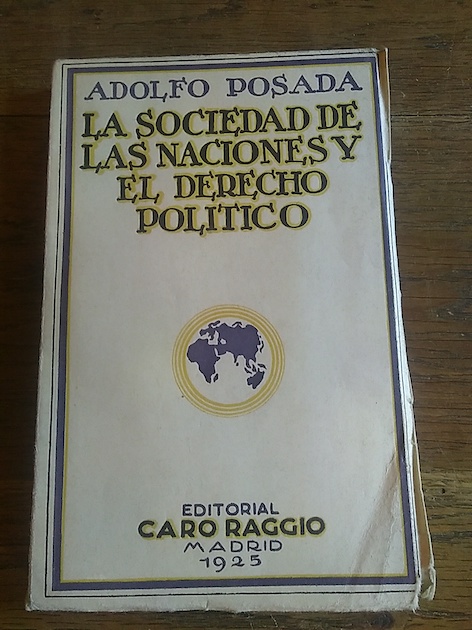 ADOLFO POSADA
LA SOCIEDAD DE
LAS NACIONES Y
EL DERECHO
POLITICO
EDITORIAL
CARO RAGGIO
MADRID
1925